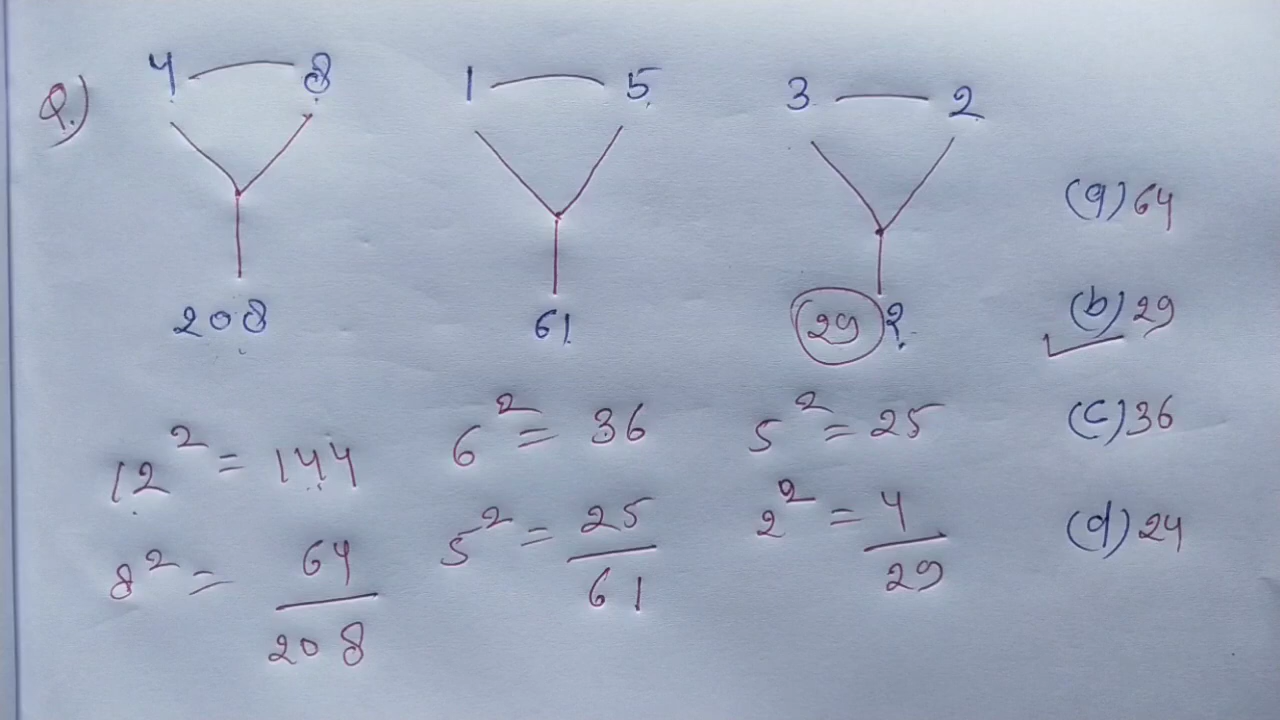 Q.) 4 8 1 5 3 2
208 61 29 ?
(a) 64
(b) 29
(c) 36
(d) 24
12² = 144 6² = 36 5² = 25
8² = 64 5² = 25 2² = 4
208 61 29